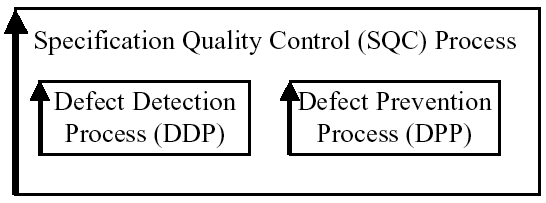 Specification Quality Control (SQC) Process
Defect Detection
Process (DDP)
Defect Prevention
Process (DPP)